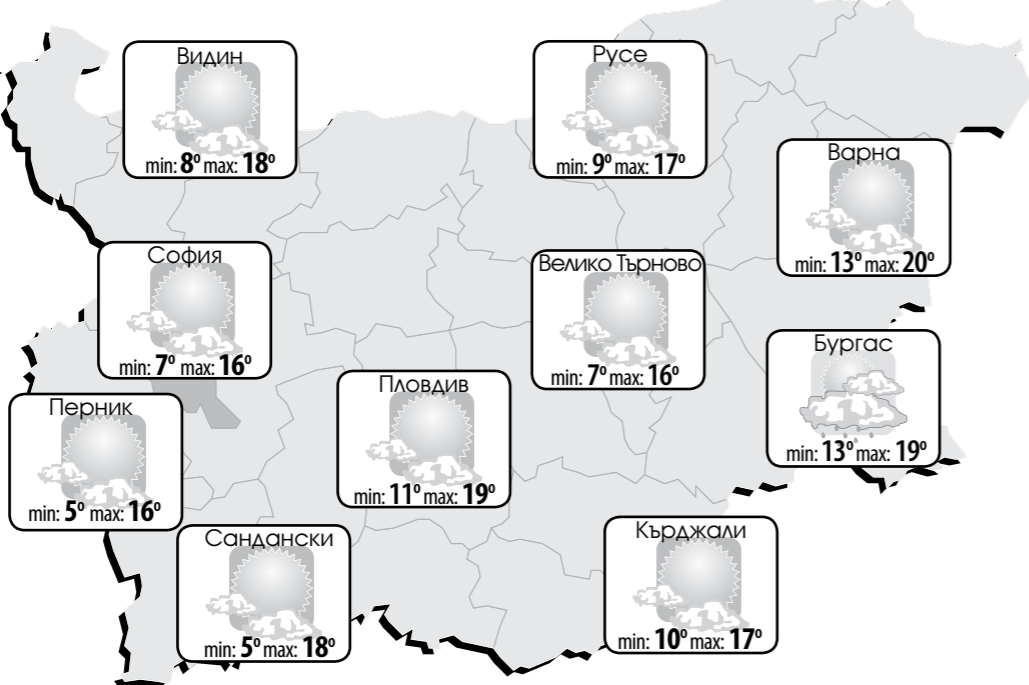 Видин
min: 8° max: 18°
Русе
min: 9° max: 17°
Варна
min: 13° max: 20°
София
min: 7° max: 16°
Велико Търново
min: 7° max: 16°
Бургас
min: 13° max: 19°
Пловдив
min: 11° max: 19°
Перник
min: 5° max: 16°
Сандански
min: 5° max: 18°
Кърджали
min: 10° max: 17°